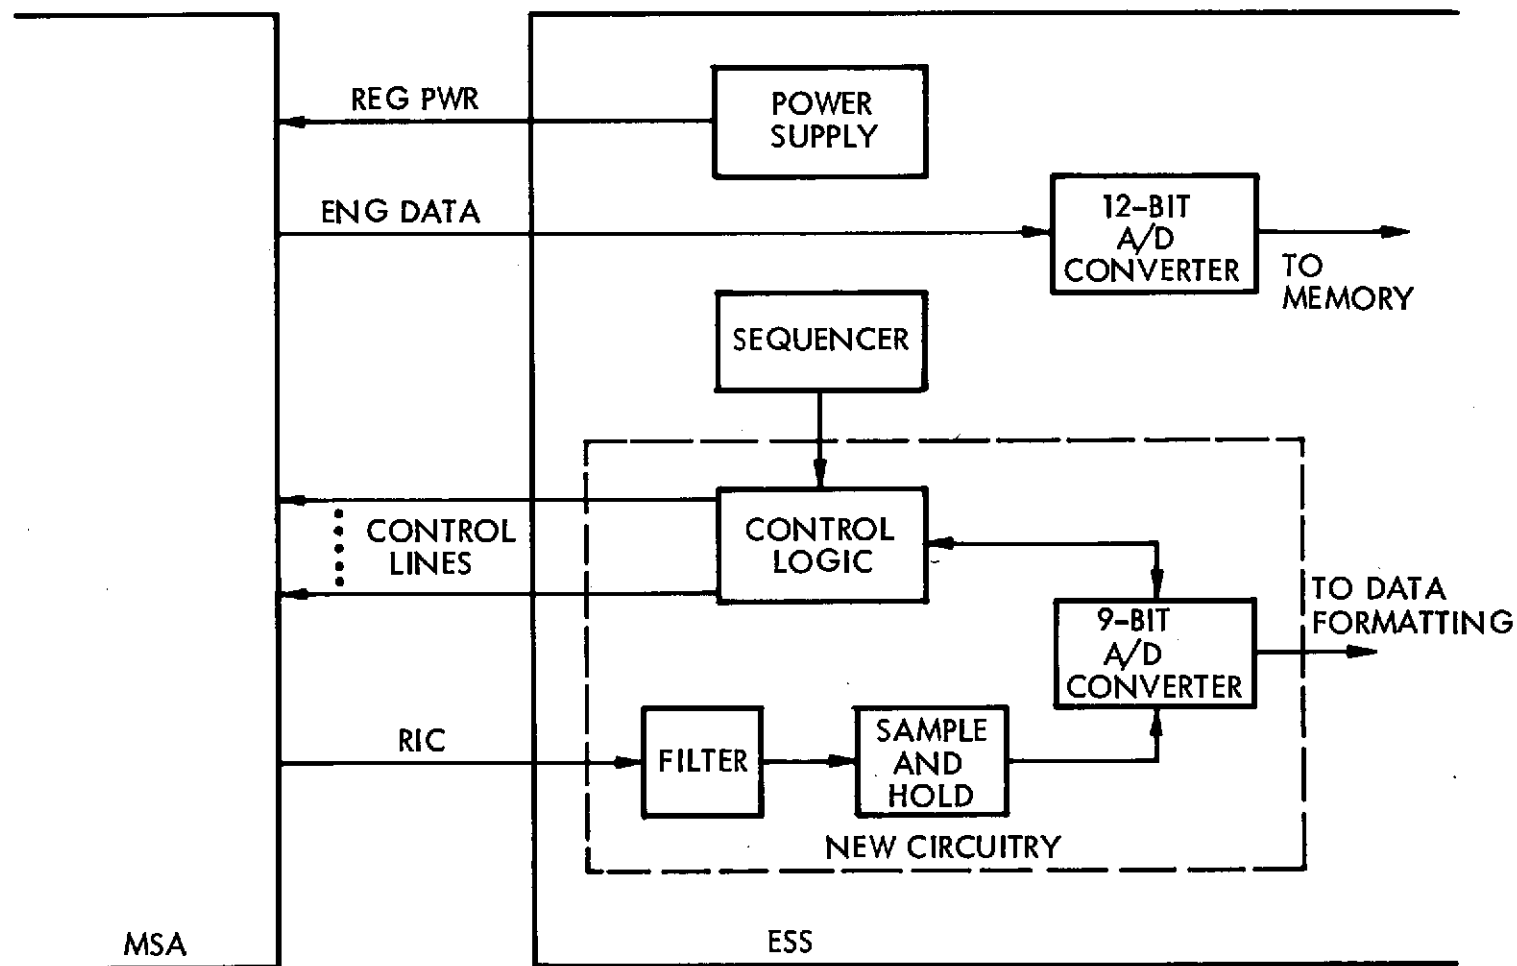 REG PWR
POWER
SUPPLY
ENG DATA
12-BIT
A/D
CONVERTER
TO
MEMORY
SEQUENCER
CONTROL
LINES
CONTROL
LOGIC
9-BIT
A/D
CONVERTER
TO DATA
FORMATTING
RIC
FILTER
SAMPLE
AND
HOLD
NEW CIRCUITRY
MSA
ESS